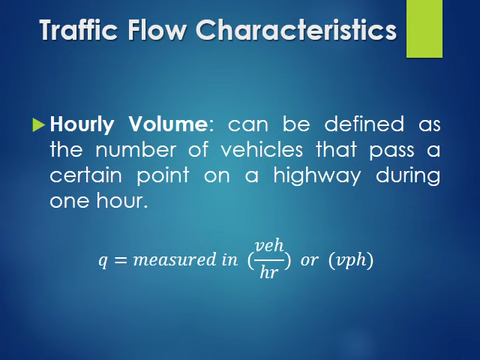 Traffic Flow Characteristics
Hourly Volume: can be defined as
the number of vehicles that pass a
certain point on a highway during
one hour.
q = measured in (veh/hr) or (vph)